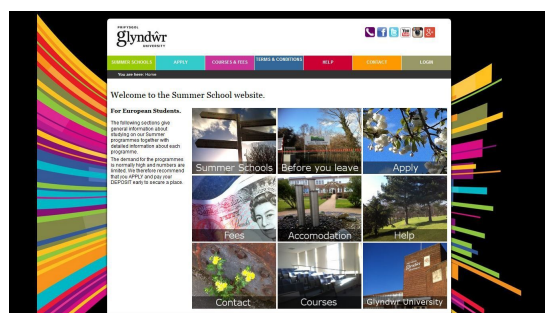 PRIFYSGOL
glyndŵr
UNIVERSITY
SUMMER SCHOOLS APPLY COURSES & FEES TERMS & CONDITIONS HELP CONTACT LOGIN
You are here: Home
Welcome to the Summer School website.
For European Students.
The following sections give
general information about
studying on our Summer
programmes together with
detailed information about each
programme.
The demand for the programmes
is normally high and numbers are
limited. We therefore recommend
that you APPLY and pay your
DEPOSIT early to secure a place.
Summer Schools Before you leave Apply
Fees Accomodation Help
Contact Courses Glyndwr University